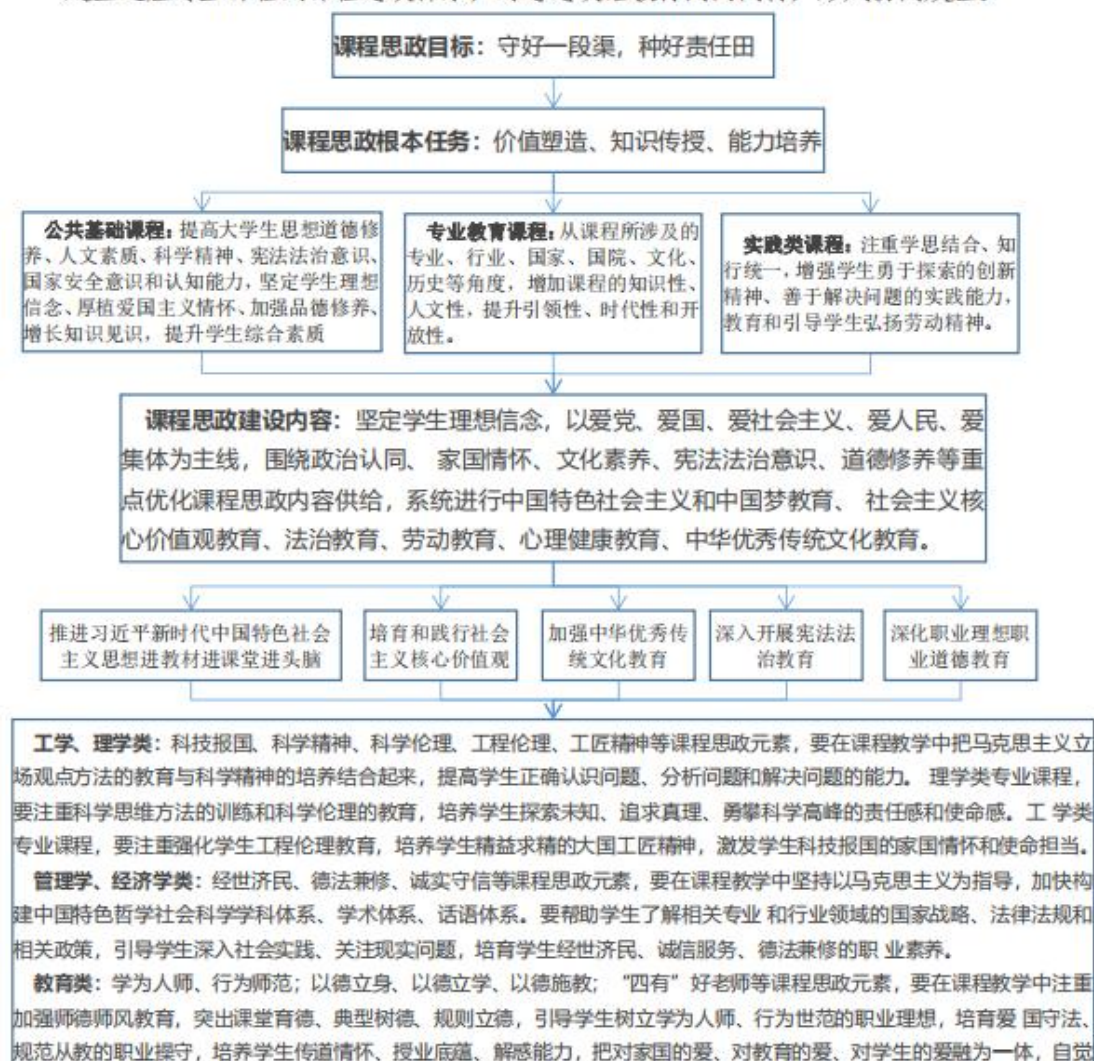 课程思政目标：守好一段渠，种好责任田
课程思政根本任务：价值塑造、知识传授、能力培养
公共基础课程：提高大学生思想道德修
养、人文素质、科学精神、宪法法治意识、
国家安全意识和认知能力，坚定学生理想
信念、厚植爱国主义情怀、加强品德修养、
增长知识见识，提升学生综合素质
专业教育课程：从课程所涉及的
专业、行业、国家、国院、文化、
历史等角度，增加课程的知识性、
人文性，提升引领性、时代性和开
放性。
实践类课程：注重学思结合、知
行统一，增强学生勇于探索的创新
精神、善于解决问题的实践能力，
教育和引导学生弘扬劳动精神。
课程思政建设内容：坚定学生理想信念，以爱党、爱国、爱社会主义、爱人民、爱
集体为主线，围绕政治认同、 家国情怀、文化素养、宪法法治意识、道德修养等重
点优化课程思政内容供给，系统进行中国特色社会主义和中国梦教育、 社会主义核
心价值观教育、法治教育、劳动教育、心理健康教育、中华优秀传统文化教育。
推进习近平新时代中国特色社会
主义思想进教材进课堂进头脑
培育和践行社会
主义核心价值观
加强中华优秀传
统文化教育
深入开展宪法法
治教育
深化职业理想职
业道德教育
工学、理学类：科技报国、科学精神、科学伦理、工程伦理、工匠精神等课程思政元素，要在课程教学中把马克思主义立
场观点方法的教育与科学精神的培养结合起来，提高学生正确认识问题、分析问题和解决问题的能力。 理学类专业课程，
要注重科学思维方法的训练和科学伦理的教育，培养学生探索未知、追求真理、勇攀科学高峰的责任感和使命感。工 学类
专业课程，要注重强化学生工程伦理教育，培养学生精益求精的大国工匠精神，激发学生科技报国的家国情怀和使命担当。
管理学、经济学类：经世济民、德法兼修、诚实守信等课程思政元素，要在课程教学中坚持以马克思主义为指导，加快构
建中国特色哲学社会科学学科体系、学术体系、话语体系。要帮助学生了解相关专业 和行业领域的国家战略、法律法规和
相关政策，引导学生深入社会实践、关注现实问题，培育学生经世济民、诚信服务、德法兼修的职 业素养。
教育类：学为人师、行为师范；以德立身、以德立学、以德施教； “四有”好老师等课程思政元素，要在课程教学中注重
加强师德师风教育，突出课堂育德、典型树德、规则立德，引导学生树立学为人师、行为世范的职业理想，培育爱 国守法、
规范从教的职业操守，培养学生传道情怀、授业底蕴、解惑能力，把对家国的爱、对教育的爱、对学生的爱融为一体，自觉